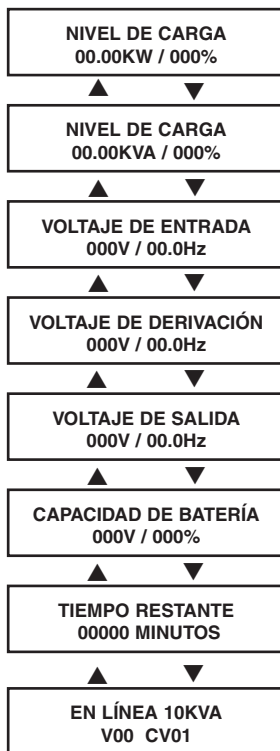 NIVEL DE CARGA
00.00KW / 000%
NIVEL DE CARGA
00.00KVA / 000%
VOLTAJE DE ENTRADA
000V / 00.0Hz
VOLTAJE DE DERIVACIÓN
000V / 00.0Hz
VOLTAJE DE SALIDA
000V / 00.0Hz
CAPACIDAD DE BATERÍA
000V / 000%
TIEMPO RESTANTE
00000 MINUTOS
EN LÍNEA 10KVA
V00 CV01